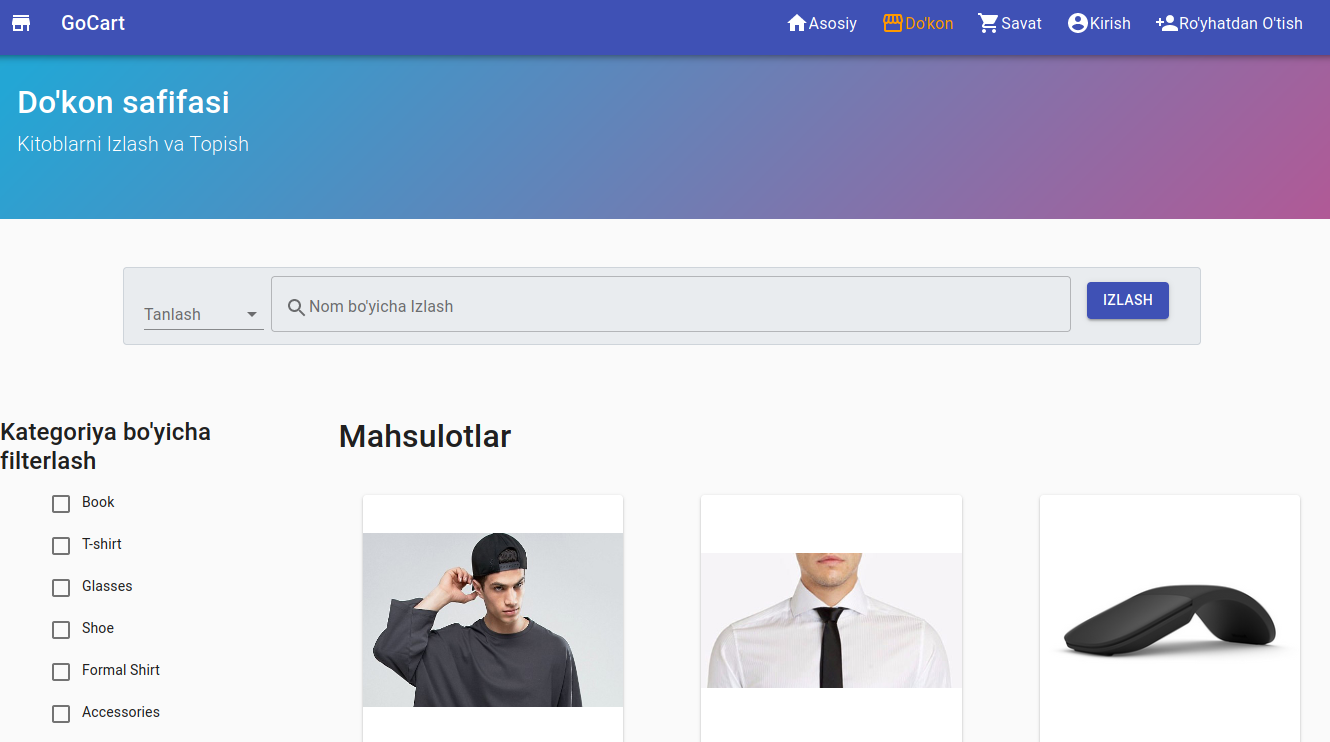 GoCart
Asosiy
Do'kon
Savat
Kirish
Ro'yhatdan O'tish
Do'kon safifasi
Kitoblarni Izlash va Topish
Tanlash
Nom bo'yicha Izlash
IZLASH
Kategoriya bo'yicha
filterlash
Book
T-shirt
Glasses
Shoe
Formal Shirt
Accessories
Mahsulotlar